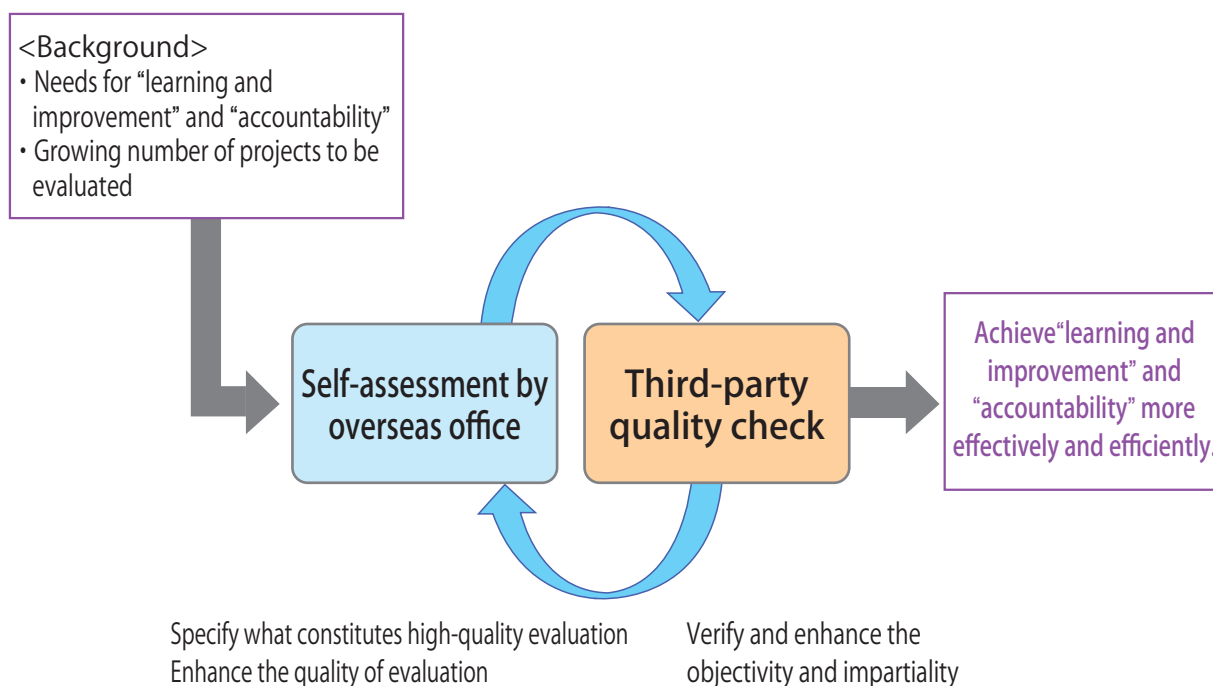 <Background>
・Needs for “learning and
improvement” and “accountability”
・Growing number of projects to be
evaluated
Self-assessment by
overseas office
Third-party
quality check
Achieve“learning and
improvement” and
“accountability” more
effectively and efficiently.
Specify what constitutes high-quality evaluation
Enhance the quality of evaluation
Verify and enhance the
objectivity and impartiality